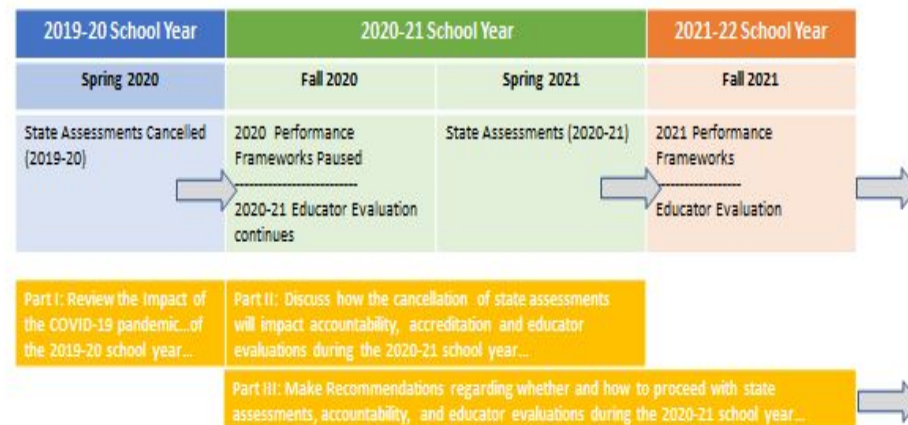 2019-20 School Year
2020-21 School Year
2021-22 School Year
Spring 2020
Fall 2020
Spring 2021
Fall 2021
State Assessments Cancelled
(2019-20)
2020 Performance
Frameworks Paused
--------------------------
2020-21 Educator Evaluation
continues
State Assessments (2020-21)
2021 Performance
Frameworks
------------------
Educator Evaluation
Part I: Review the Impact of
the COVID-19 pandemic...of
the 2019-20 school year...
Part II: Discuss how the cancellation of state assessments
will impact accountability, accreditation and educator
evaluations during the 2020-21 school year...
Part III: Make Recommendations regarding whether and how to proceed with state
assessments, accountability, and educator evaluations during the 2020-21 school year...